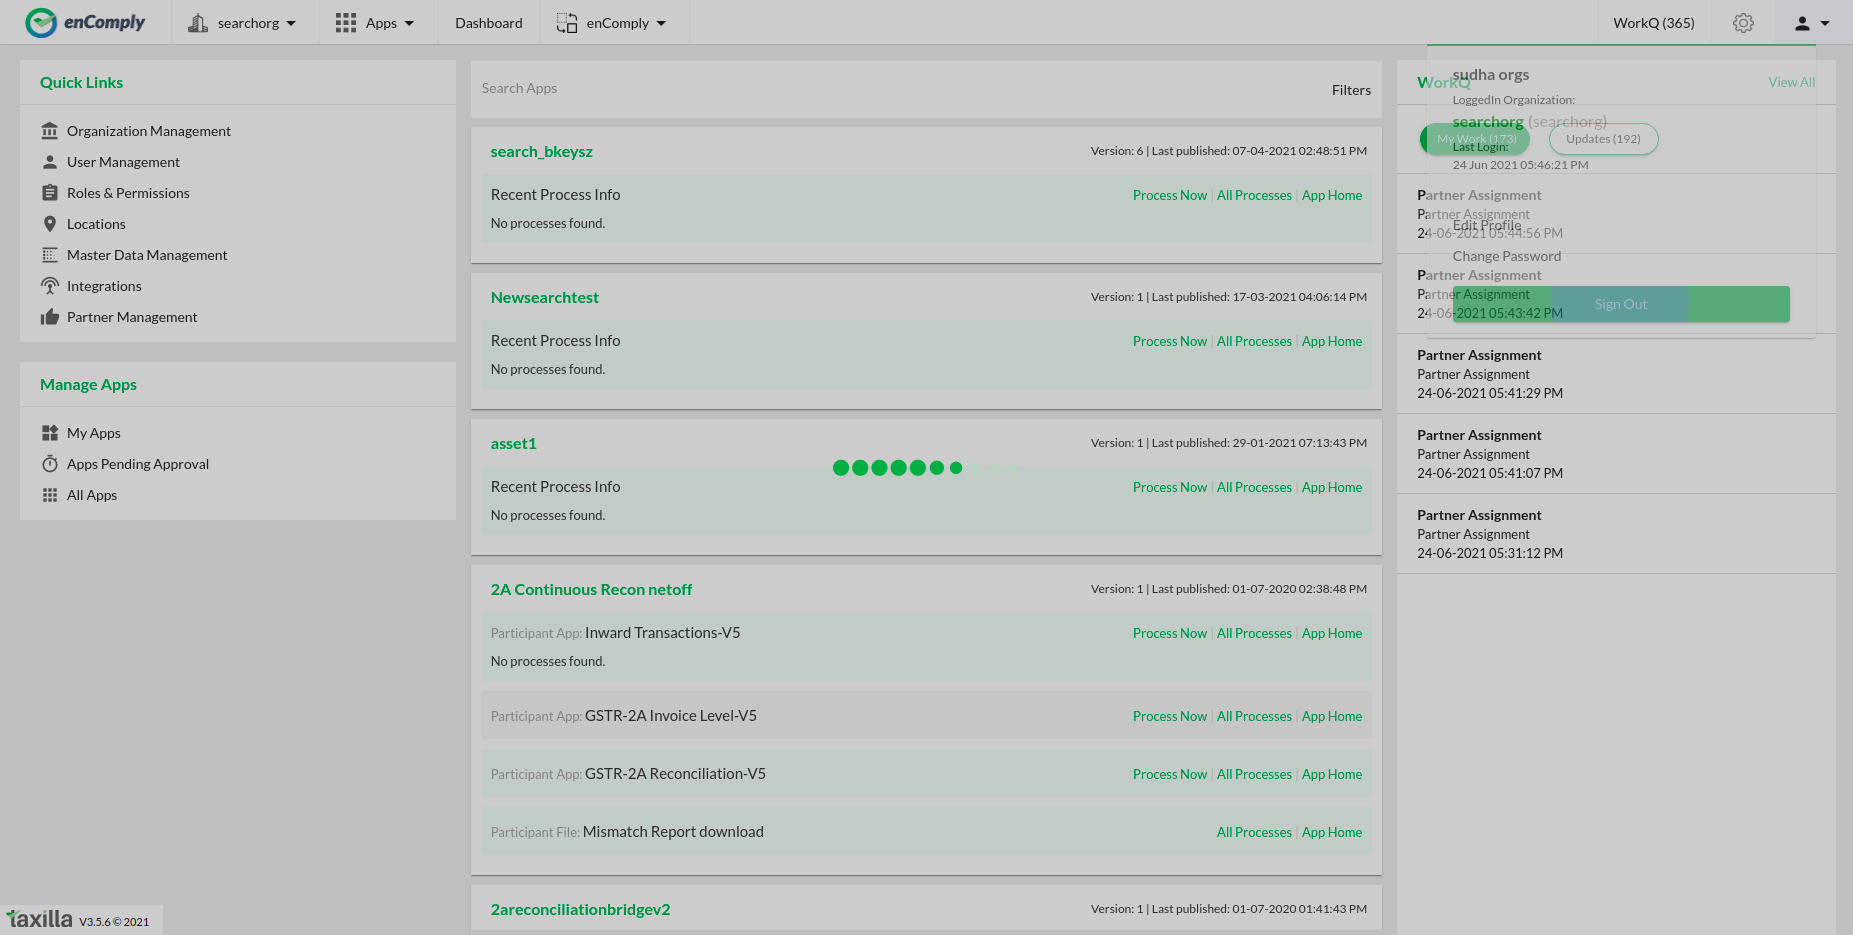 enComply
searchorg
Apps
Dashboard
enComply
WorkQ (365)
Quick Links
Organization Management
User Management
Roles & Permissions
Locations
Master Data Management
Integrations
Partner Management
Manage Apps
My Apps
Apps Pending Approval
All Apps
Search Apps
Filters
search_bkeysz
Version: 6 | Last published: 07-04-2021 02:48:51 PM
Recent Process Info
Process Now | All Processes | App Home
No processes found.
Newsearchtest
Version: 1 | Last published: 17-03-2021 04:06:14 PM
Recent Process Info
Process Now | All Processes | App Home
No processes found.
asset1
Version: 1 | Last published: 29-01-2021 07:13:43 PM
Recent Process Info
Process Now | All Processes | App Home
No processes found.
2A Continuous Recon netoff
Version: 1 | Last published: 01-07-2020 02:38:48 PM
Participant App: Inward Transactions-V5
Process Now | All Processes | App Home
No processes found.
Participant App: GSTR-2A Invoice Level-V5
Process Now | All Processes | App Home
Participant App: GSTR-2A Reconciliation-V5
Process Now | All Processes | App Home
Participant File: Mismatch Report download
All Processes | App Home
2areconciliationbridgev2
Version: 1 | Last published: 01-07-2020 01:41:43 PM
WorkQ
View All
My Work (173)
Updates (192)
Partner Assignment
Partner Assignment
24-06-2021 05:44:56 PM
Partner Assignment
Partner Assignment
24-06-2021 05:43:42 PM
Partner Assignment
Partner Assignment
24-06-2021 05:41:29 PM
Partner Assignment
Partner Assignment
24-06-2021 05:41:07 PM
Partner Assignment
Partner Assignment
24-06-2021 05:31:12 PM
sudha orgs
LoggedIn Organization:
searchorg (searchorg)
Last Login:
24 Jun 2021 05:46:21 PM
Edit Profile
Change Password
Sign Out
taxilla V3.5.6 © 2021